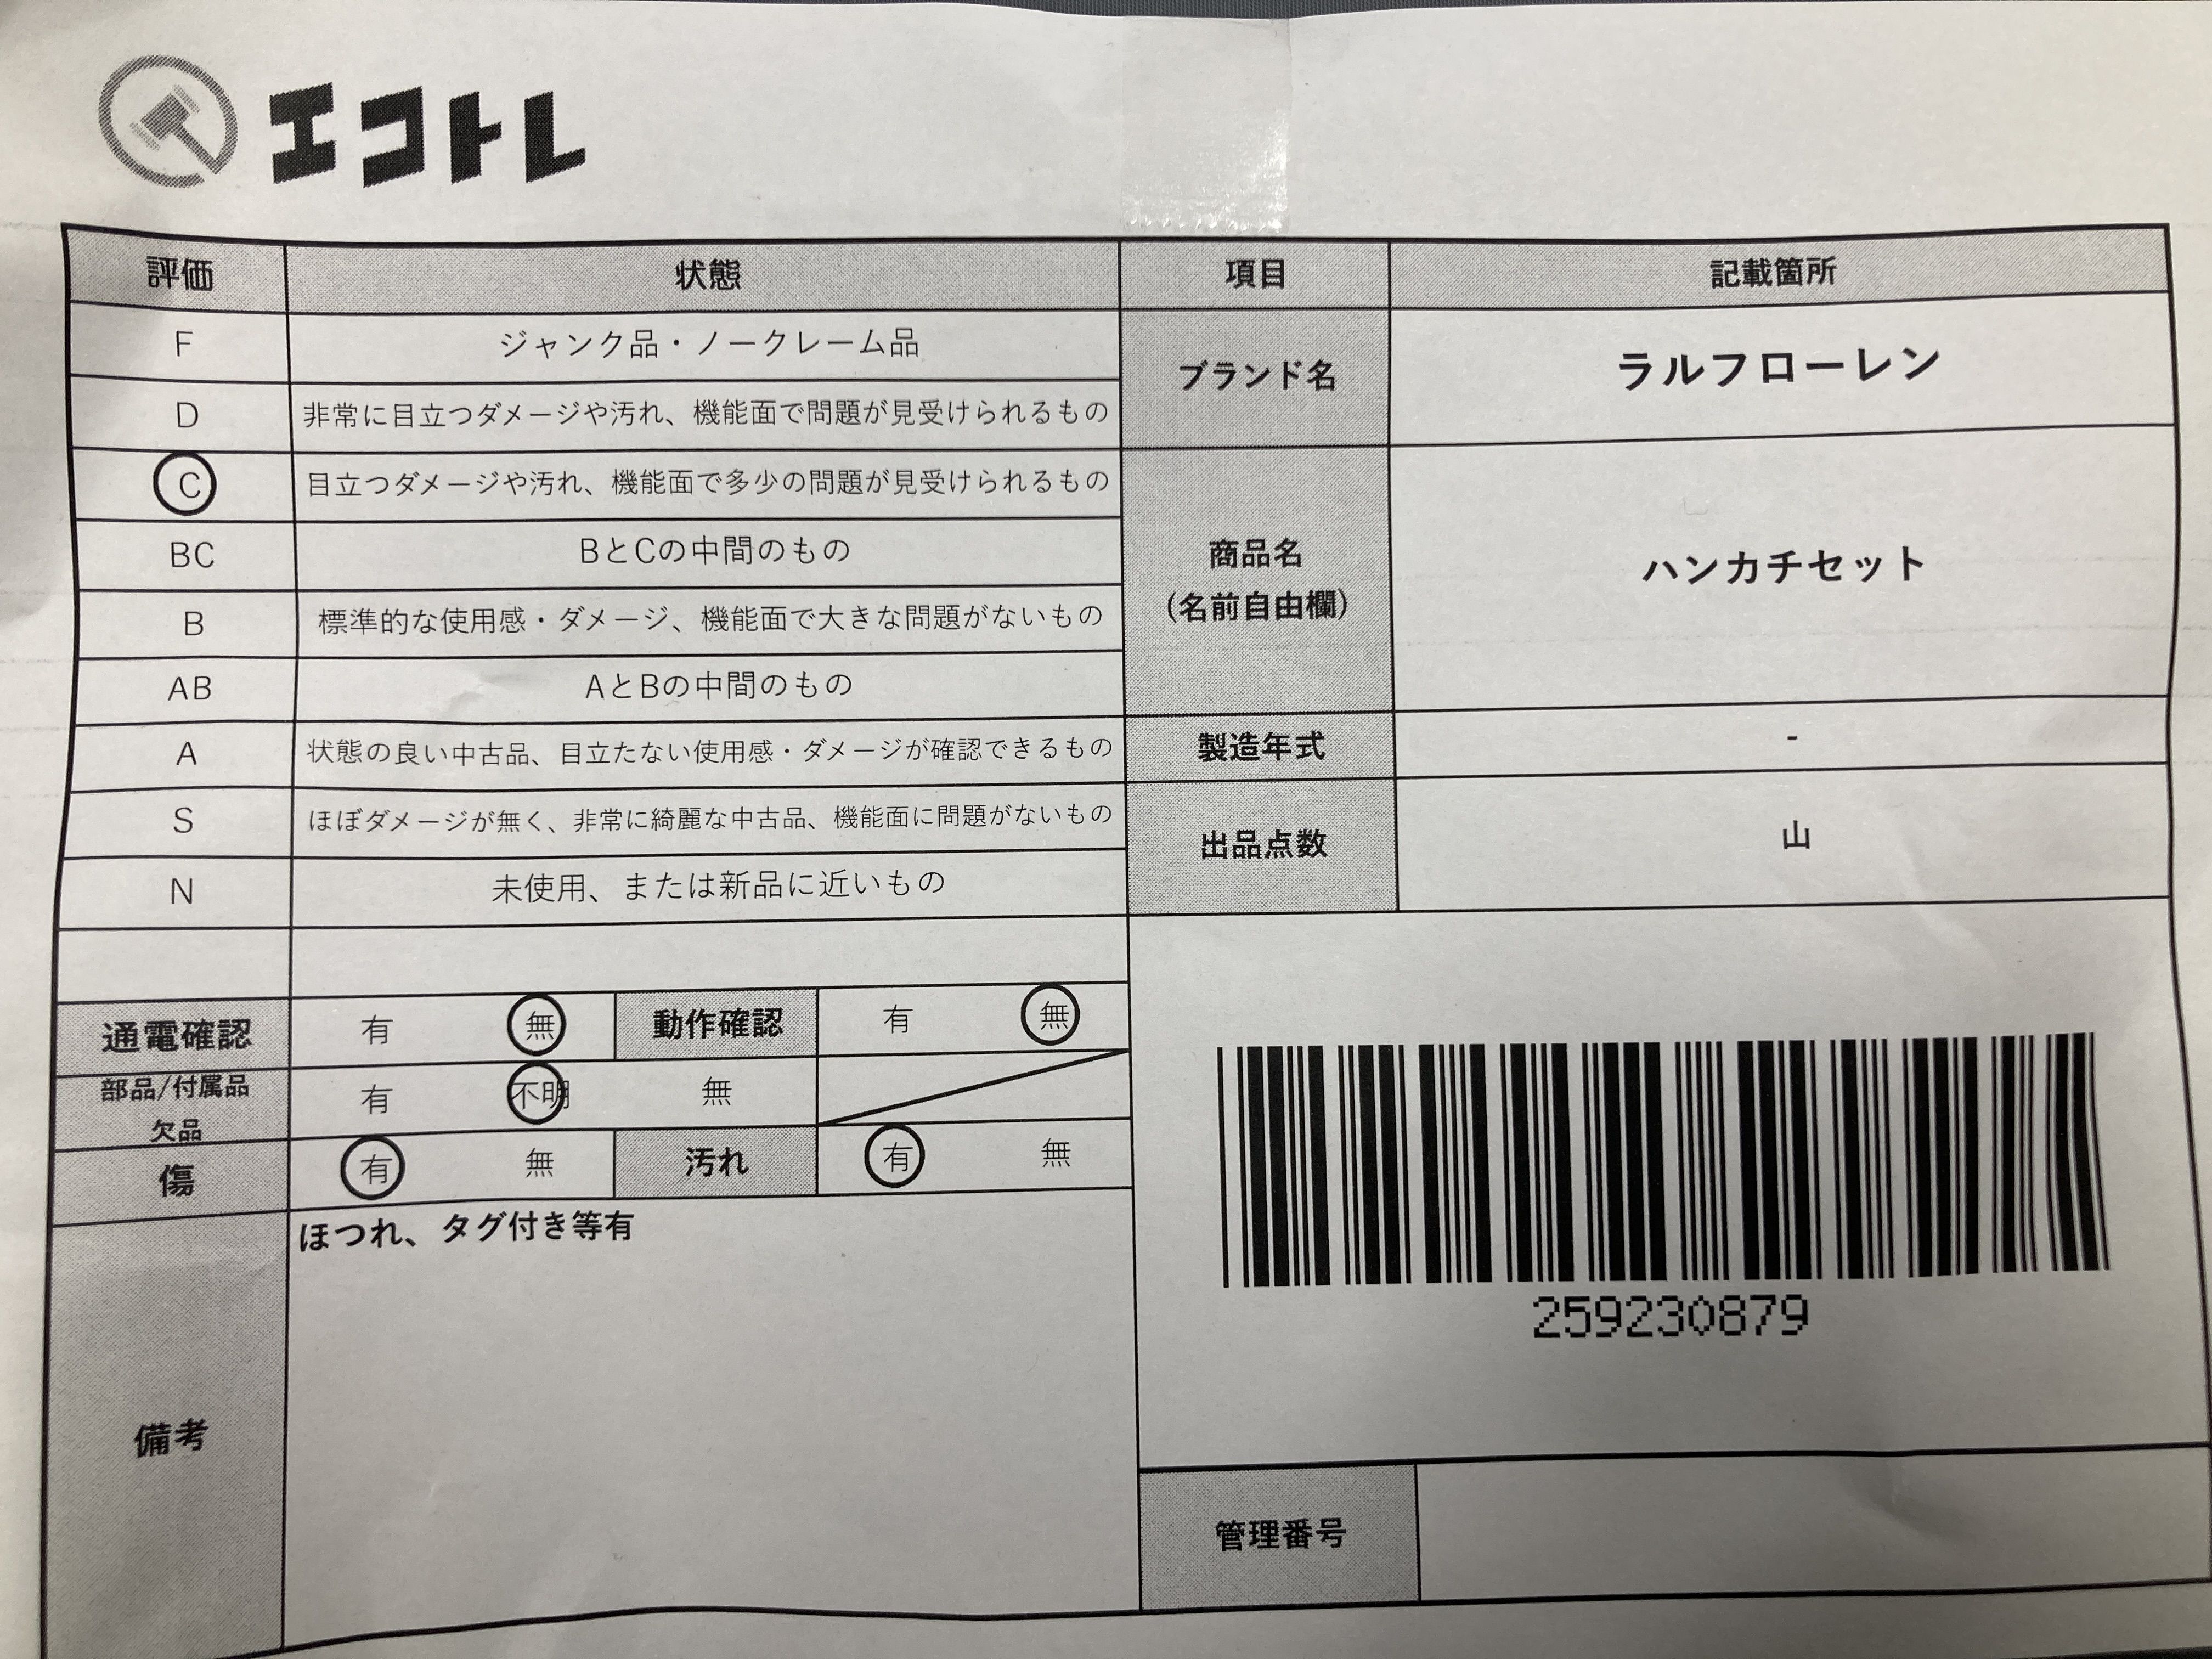 エコトレ
評価 状態 項目 記載箇所
F ジャンク品・ノークレーム品
D 非常に目立つダメージや汚れ、機能面で問題が見受けられるもの
C 目立つダメージや汚れ、機能面で多少の問題が見受けられるもの
BC BとCの中間のもの
B 標準的な使用感・ダメージ、機能面で大きな問題がないもの
AB AとBの中間のもの
A 状態の良い中古品、目立たない使用感・ダメージが確認できるもの
S ほぼダメージが無く、非常に綺麗な中古品、機能面に問題がないもの
N 未使用、または新品に近いもの
ブランド名 ラルフローレン
商品名
(名前自由欄) ハンカチセット
製造年式 -
出品点数 山
通電確認 有 無 動作確認 有 無
部品/付属品
欠品 有 不明 無
傷 有 無 汚れ 有 無
備考 ほつれ、タグ付き等有
259230879
管理番号